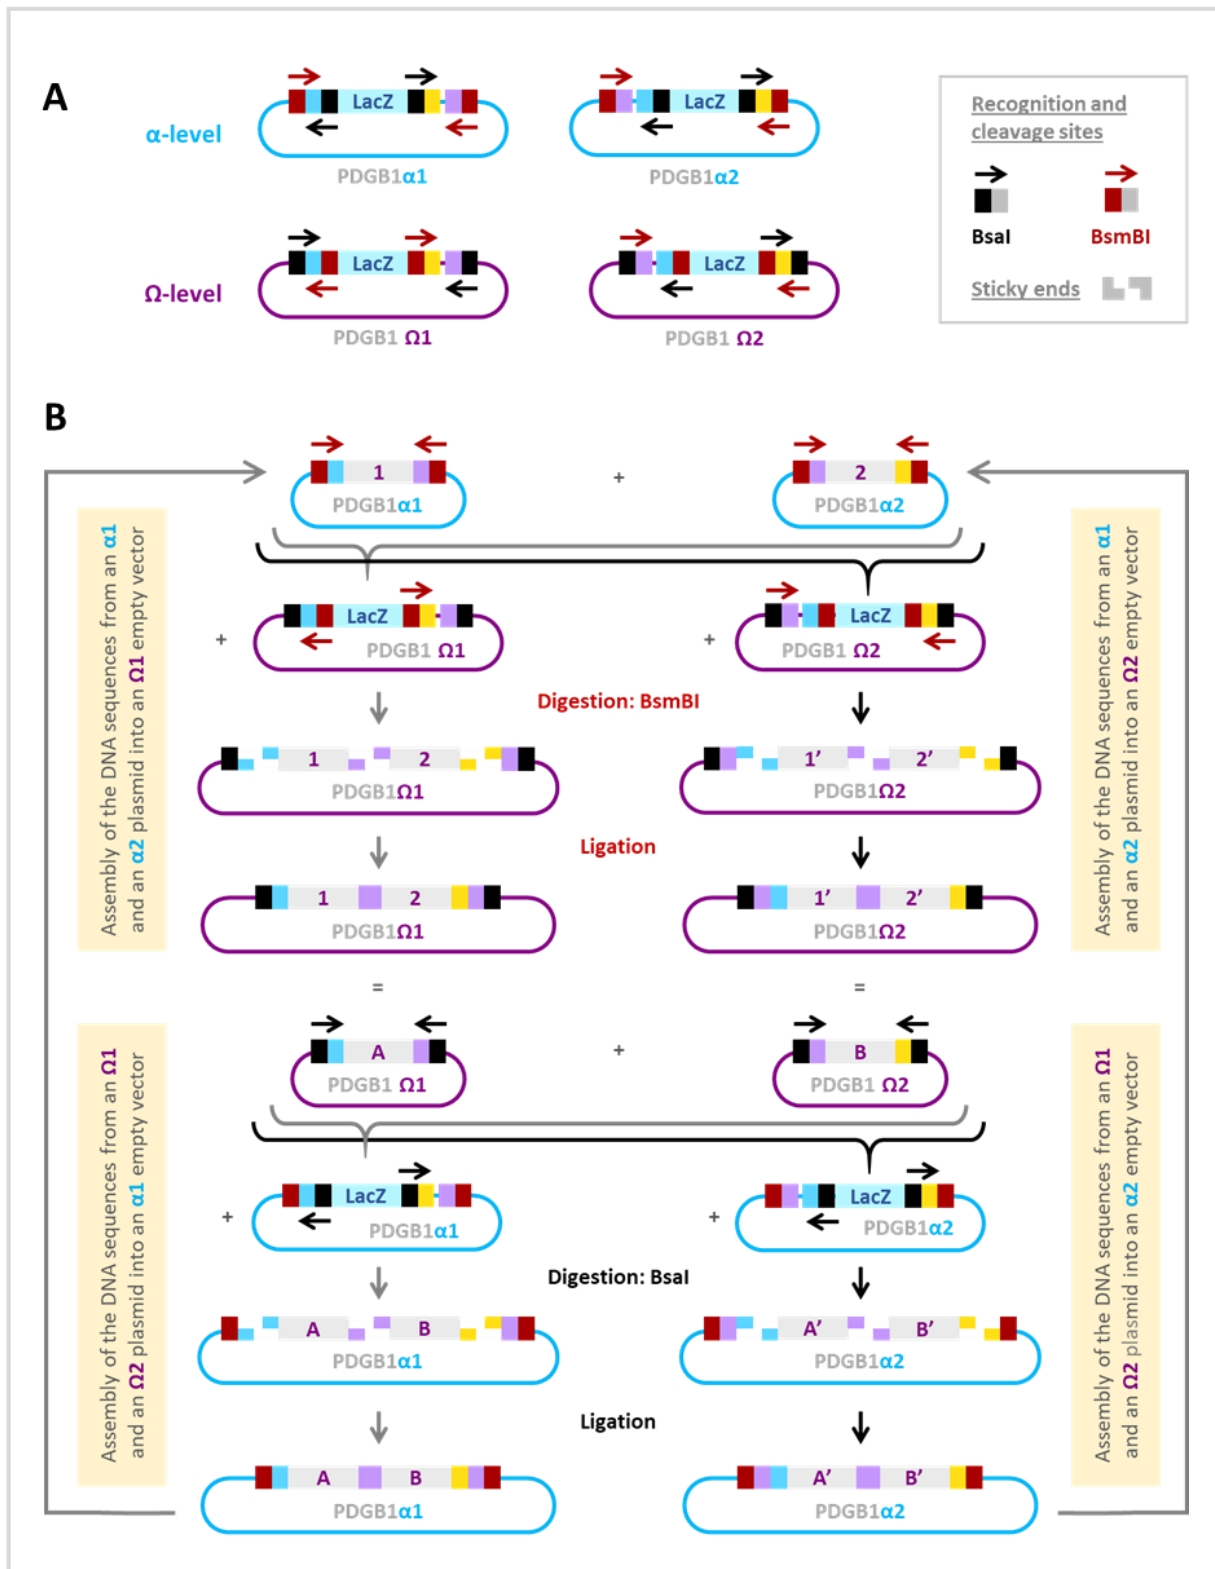 A
α-level
LacZ
PDGB1α1
LacZ
PDGB1α2
Ω-level
LacZ
PDGB1 Ω1
LacZ
PDGB1 Ω2
Recognition and
cleavage sites
BsaI
BsmBI
Sticky ends
B
1
PDGB1α1
+
2
PDGB1α2
Assembly of the DNA sequences from an α1
and an α2 plasmid into an Ω1 empty vector
Assembly of the DNA sequences from an α1
and an α2 plasmid into an Ω2 empty vector
+
LacZ
PDGB1 Ω1
+
LacZ
PDGB1 Ω2
Digestion: BsmBI
1
2
PDGB1Ω1
1’
2’
PDGB1Ω2
Ligation
1
2
PDGB1Ω1
1’
2’
PDGB1Ω2
=
=
A
PDGB1 Ω1
+
B
PDGB1 Ω2
Assembly of the DNA sequences from an Ω1
and an Ω2 plasmid into an α1 empty vector
Assembly of the DNA sequences from an Ω1
and an Ω2 plasmid into an α2 empty vector
+
LacZ
PDGB1α1
+
LacZ
PDGB1α2
Digestion: BsaI
A
B
PDGB1α1
A’
B’
PDGB1α2
Ligation
A
B
PDGB1α1
A’
B’
PDGB1α2